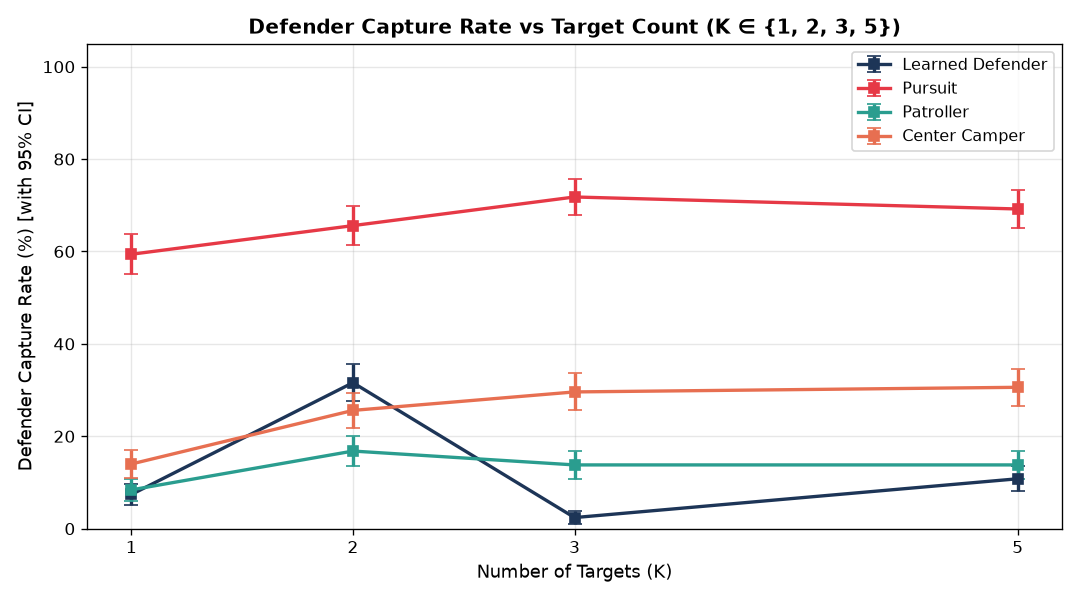 Defender Capture Rate vs Target Count (K ∈ {1, 2, 3, 5})
Defender Capture Rate (%) [with 95% CI]
100
80
60
40
20
0
Learned Defender
Pursuit
Patroller
Center Camper
1 2 3 5
Number of Targets (K)